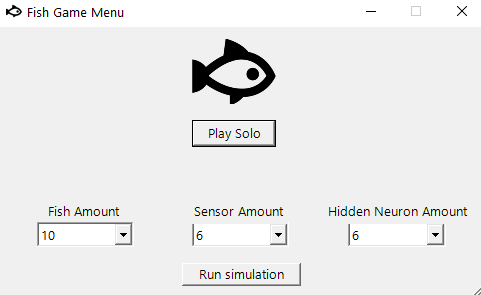 Fish Game Menu
Play Solo
Fish Amount Sensor Amount Hidden Neuron Amount
10 6 6
Run simulation